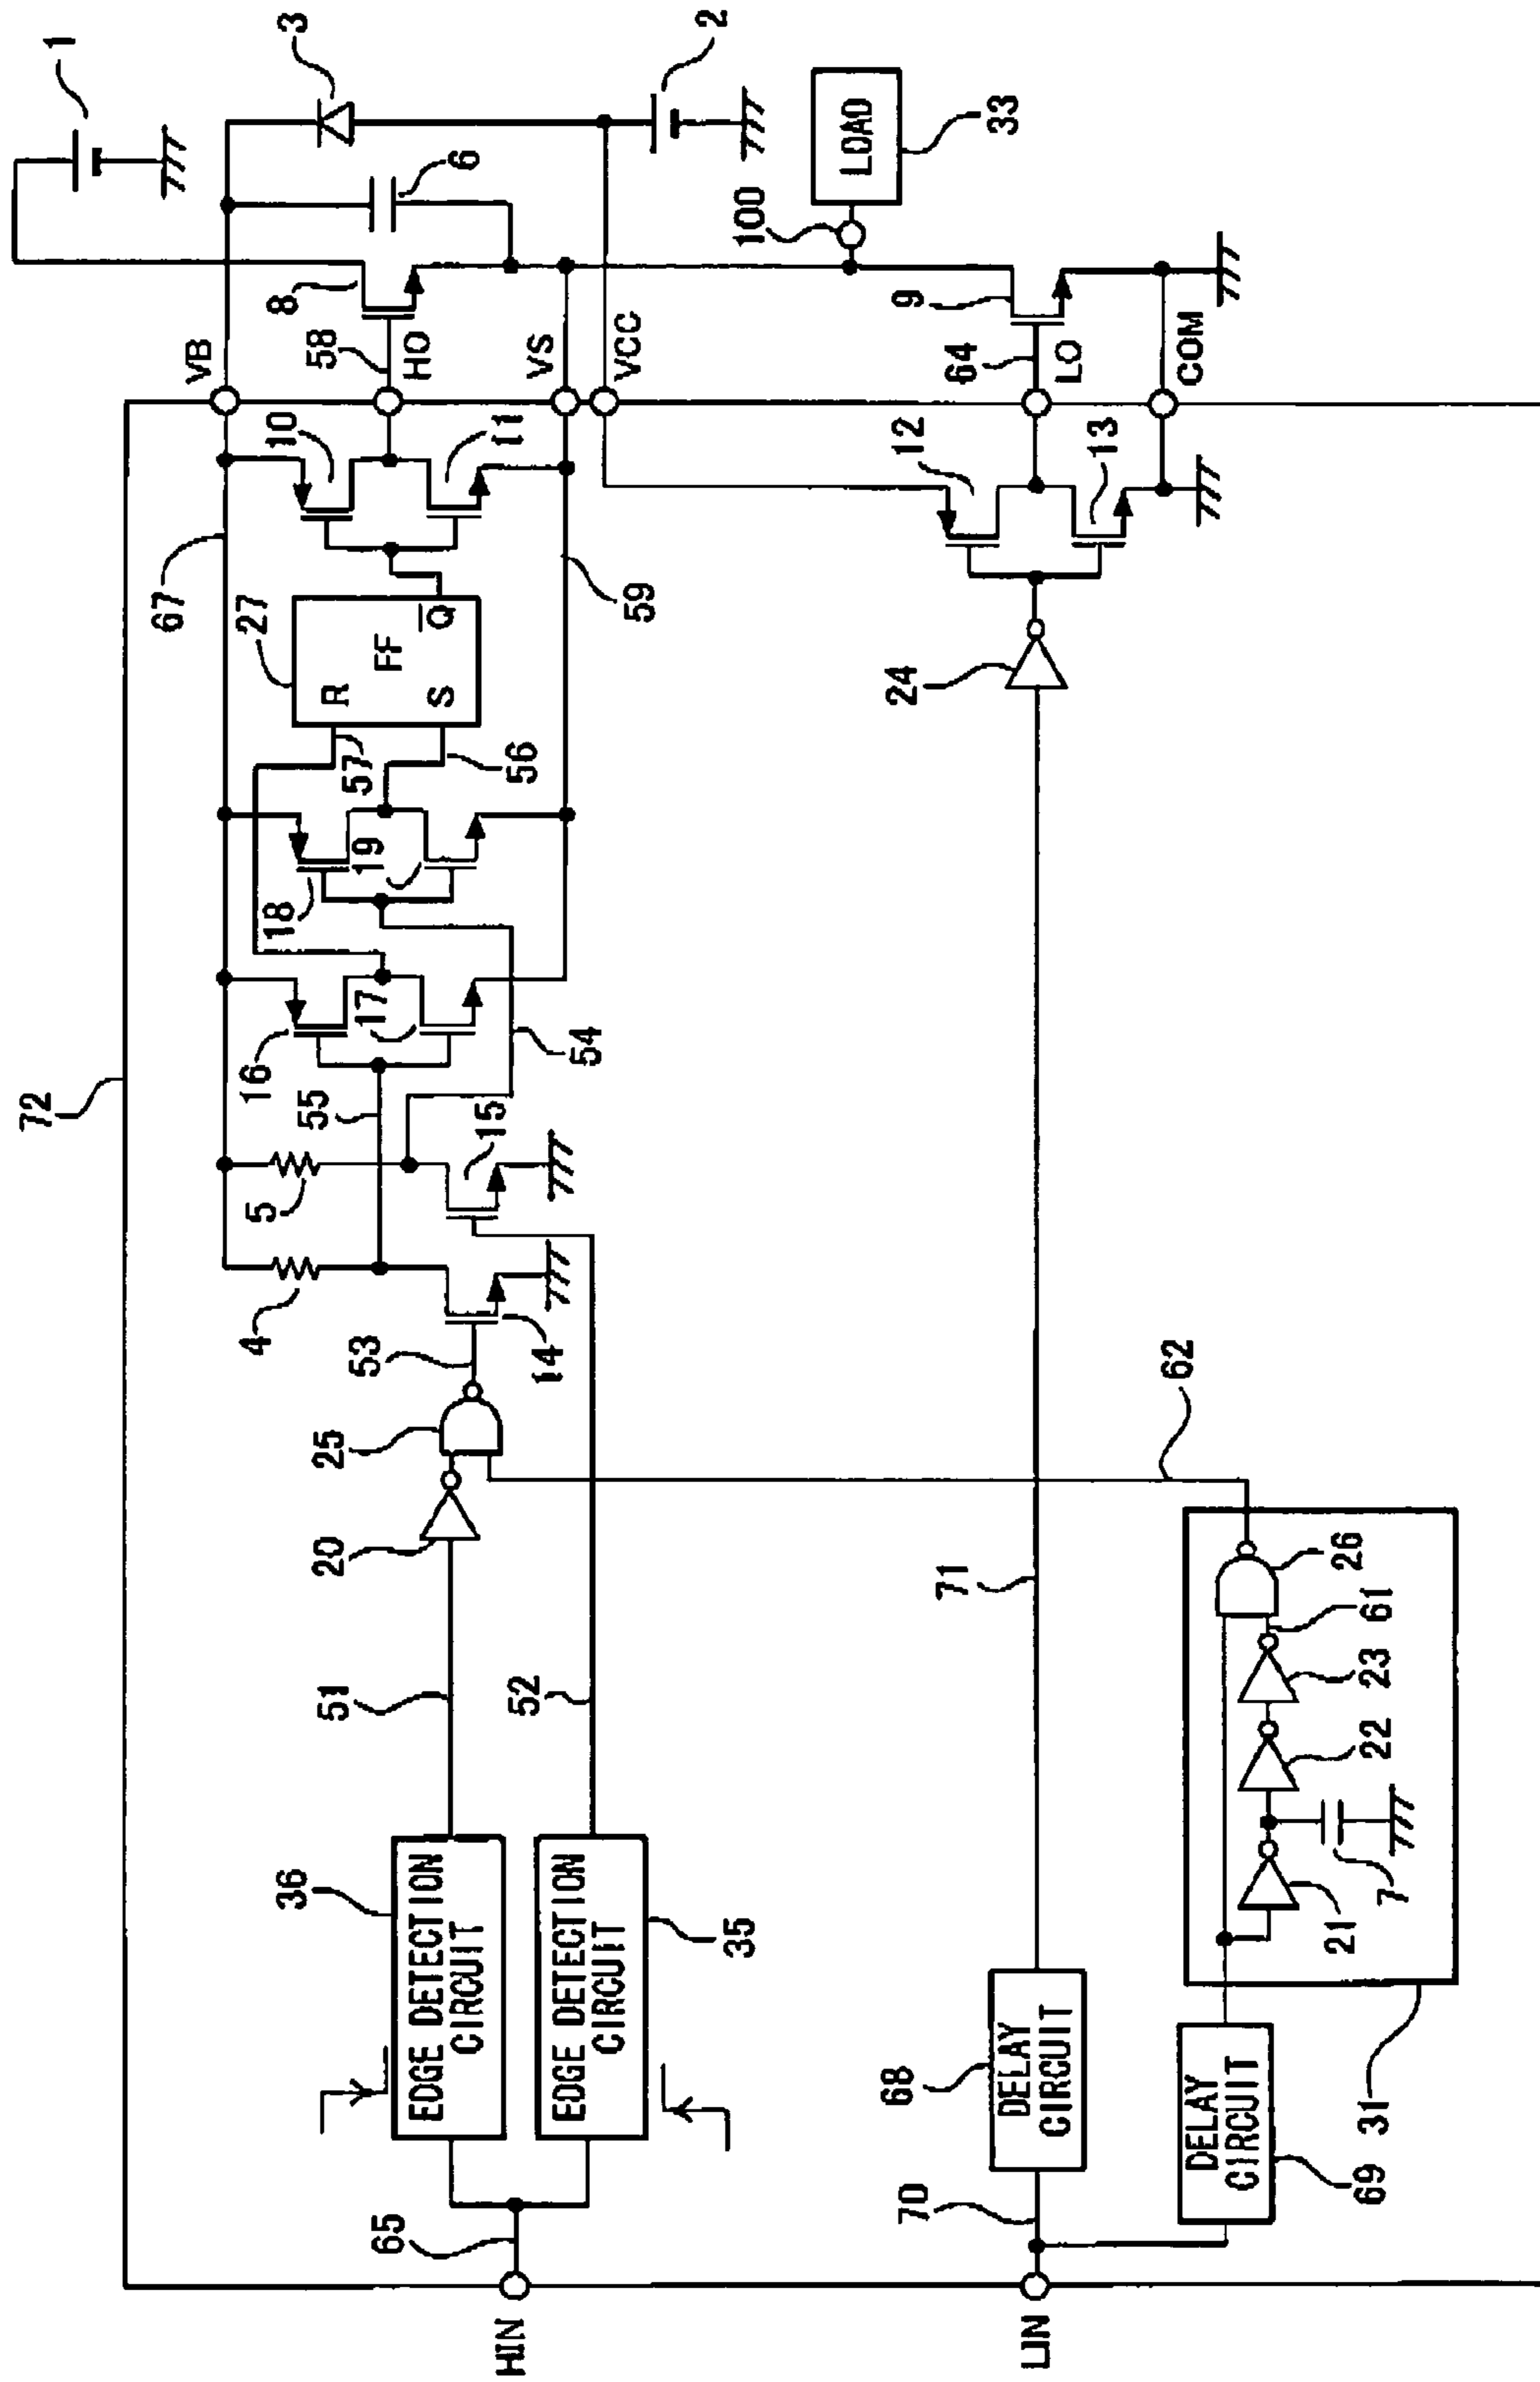 72
1
3
2
VB
67
58
HO
8
6
VS
VCC
59
10
11
27
R
FF
S
Q̅
57
56
18
19
16
17
55
54
5
15
4
14
53
25
20
51
52
36
EDGE DETECTION
CIRCUIT
EDGE DETECTION
CIRCUIT
35
65
HIN
100
LOAD
33
9
64
LO
COM
12
13
24
62
71
68
DELAY
CIRCUIT
70
LIN
DELAY
CIRCUIT
69
31
21
7
22
23
61
26